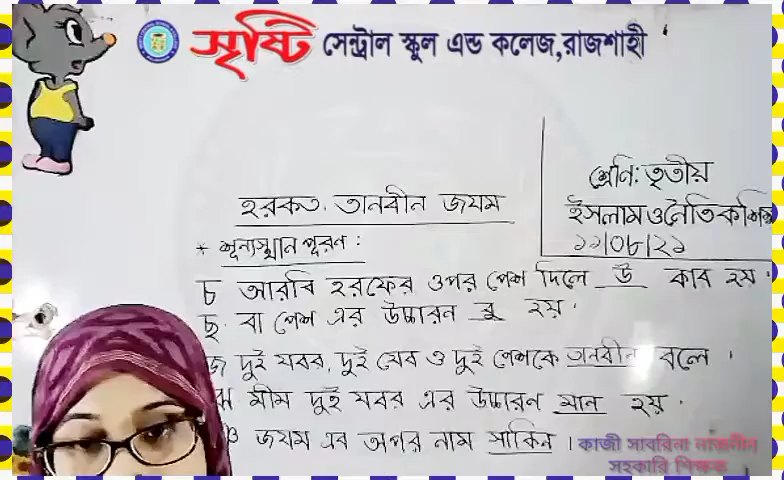 সৃষ্টি সেন্ট্রাল স্কুল এন্ড কলেজ,রাজশাহী
শ্রেণি: তৃতীয়
ইসলাম ও নৈতিক শিক্ষা
১১/০৮/২১
হরকত, তানবীন জযম
* শূন্যস্থান পূরণ :
চ আরবি হরফের ওপর পেশ দিলে উ কার হয়।
ছ. বা পেশ এর উচ্চারন বু হয়।
জ দুই যবর, দুই যের ও দুই পেশকে তানবীন বলে।
ঝ মীম দুই যবর এর উচ্চারন মান হয়.
ঞ জযম এর অপর নাম সাকিন।
কাজী সাবরিনা নাজনীন
সহকারি শিক্ষক